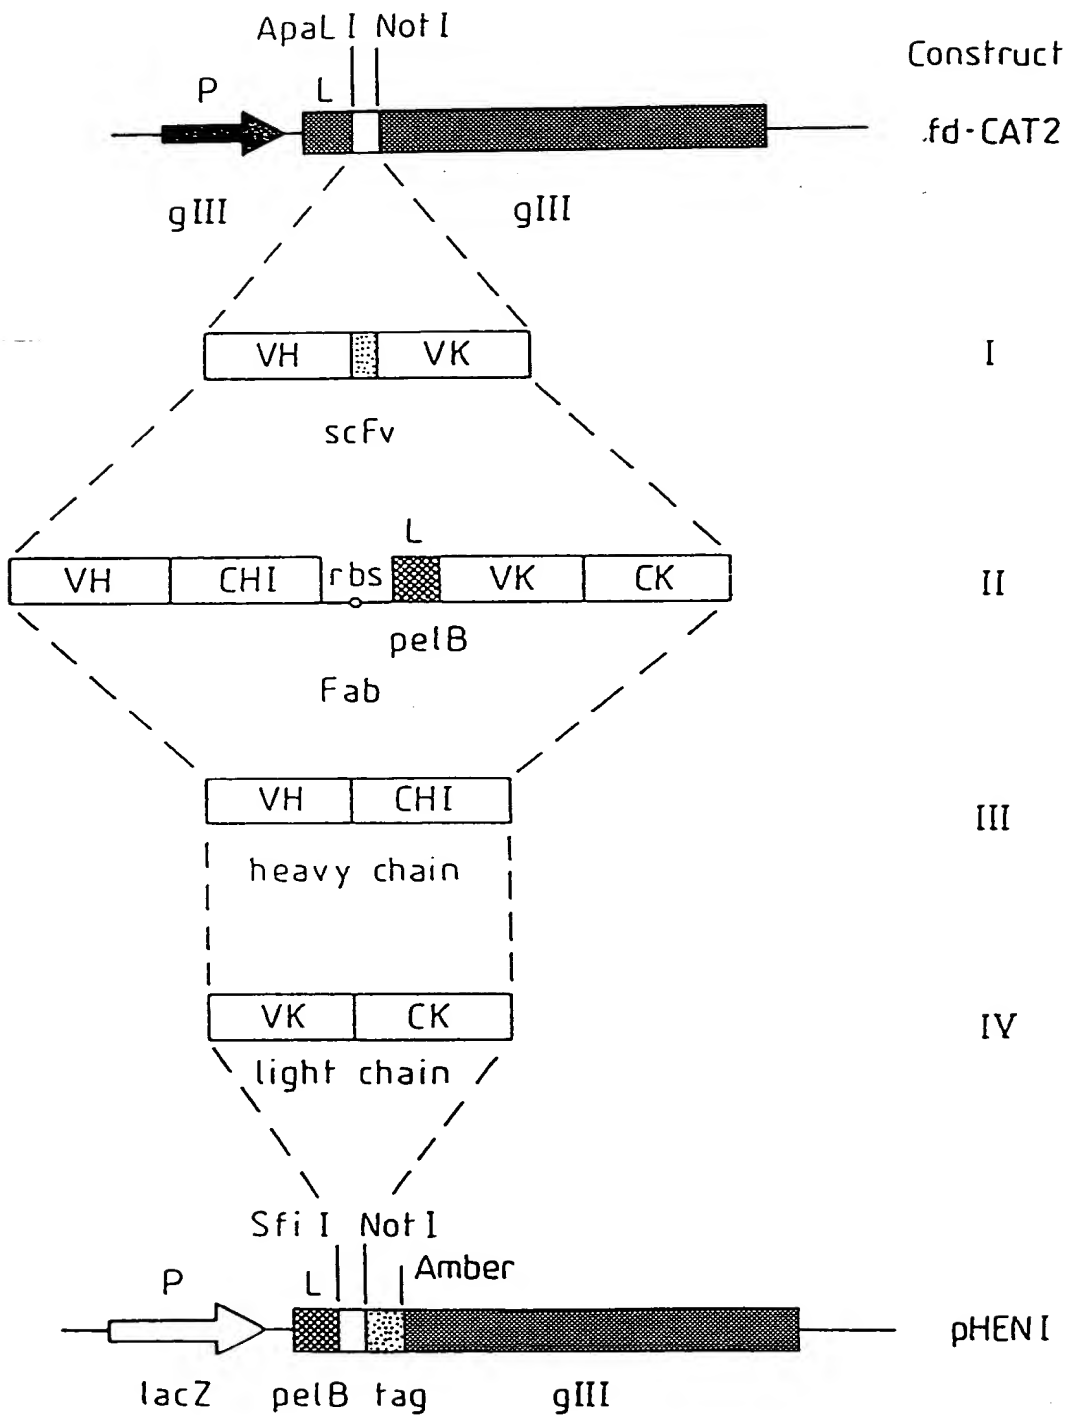 ApaL I Not I
Construct
P L
.fd-CAT2
gIII gIII
VH VK I
scFv
L
VH CHI rbs VK CK II
pelB
Fab
VH CHI III
heavy chain
VK CK IV
light chain
Sfi I Not I
P L Amber
pHEN I
lacZ pelB tag gIII